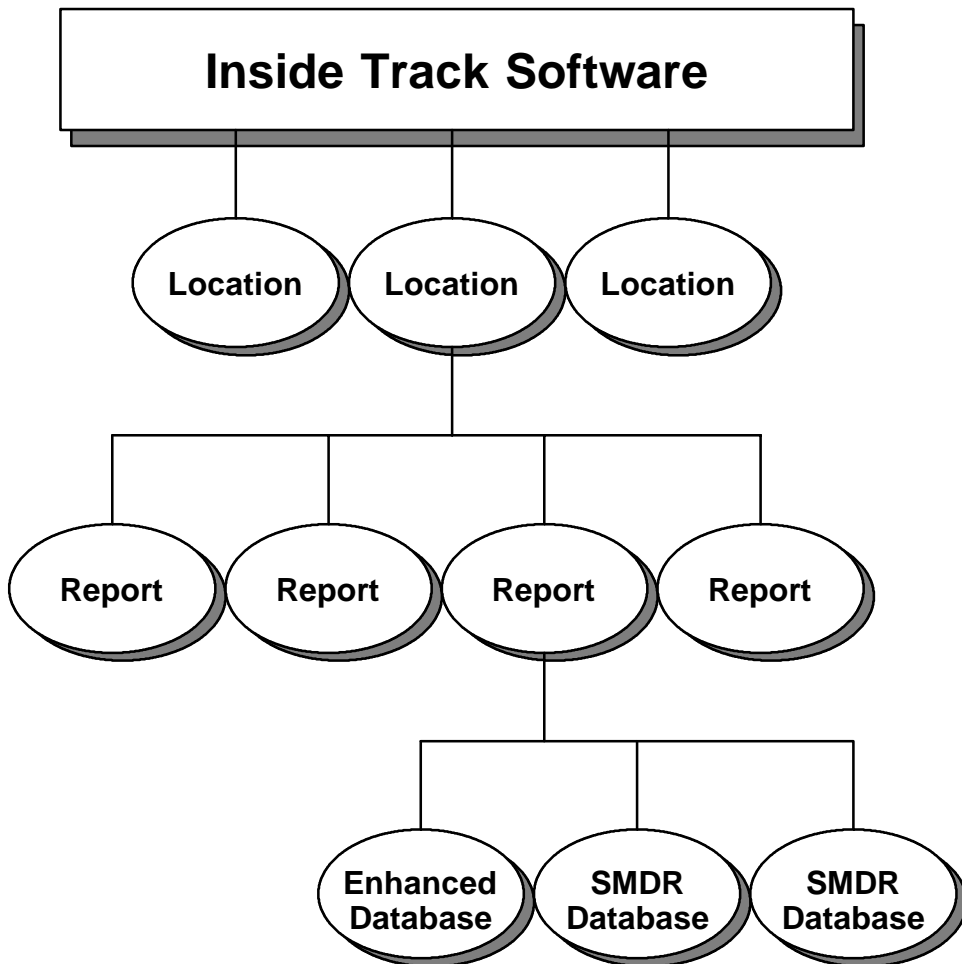 Inside Track Software
Location
Location
Location
Report
Report
Report
Report
Enhanced
Database
SMDR
Database
SMDR
Database